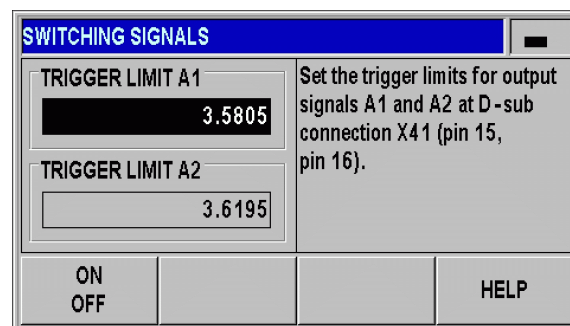 SWITCHING SIGNALS
TRIGGER LIMIT A1
3.5805
TRIGGER LIMIT A2
3.6195
Set the trigger limits for output
signals A1 and A2 at D-sub
connection X41 (pin 15,
pin 16).
ON
OFF
HELP